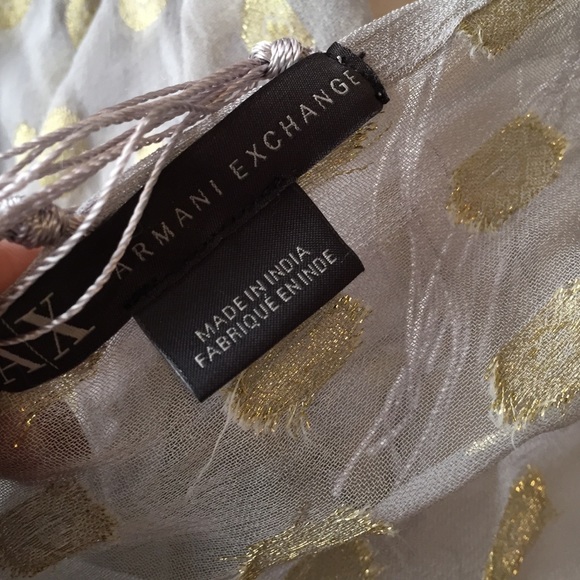 A|X ARMANI EXCHANGE
MADE IN INDIA
FABRIQUÉ EN INDE